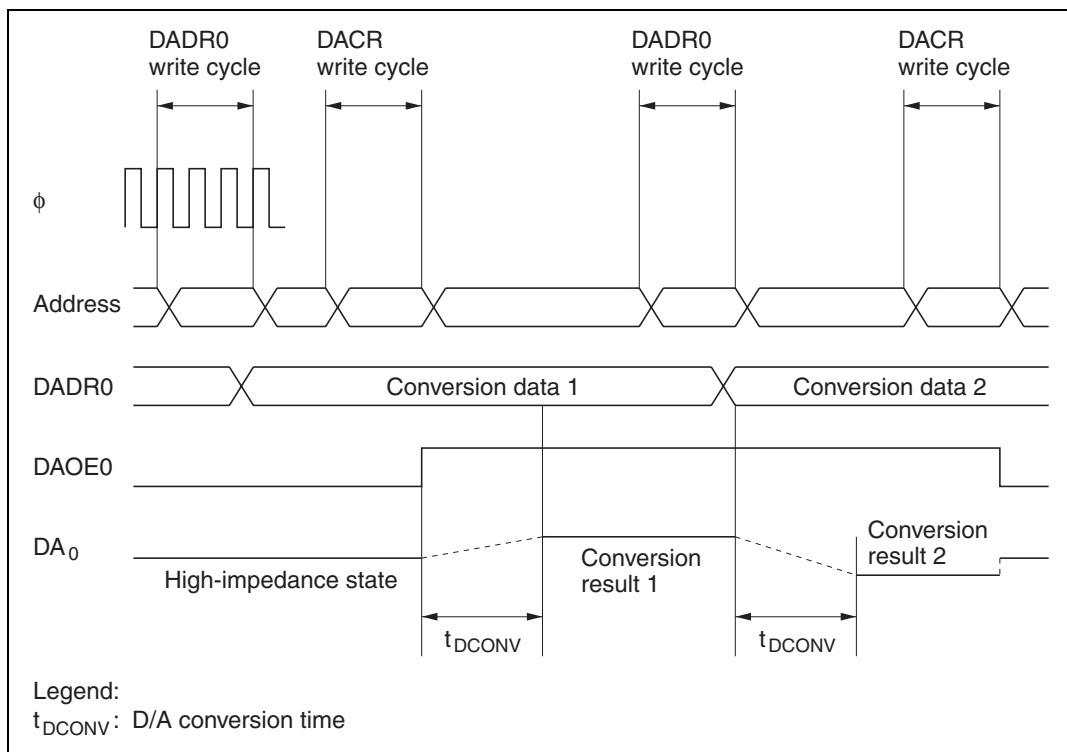 DADR0
write cycle
DACR
write cycle
DADR0
write cycle
DACR
write cycle
ϕ
Address
DADR0
Conversion data 1
Conversion data 2
DAOE0
DA0
High-impedance state
Conversion
result 1
Conversion
result 2
tDCONV
tDCONV
Legend:
tDCONV: D/A conversion time